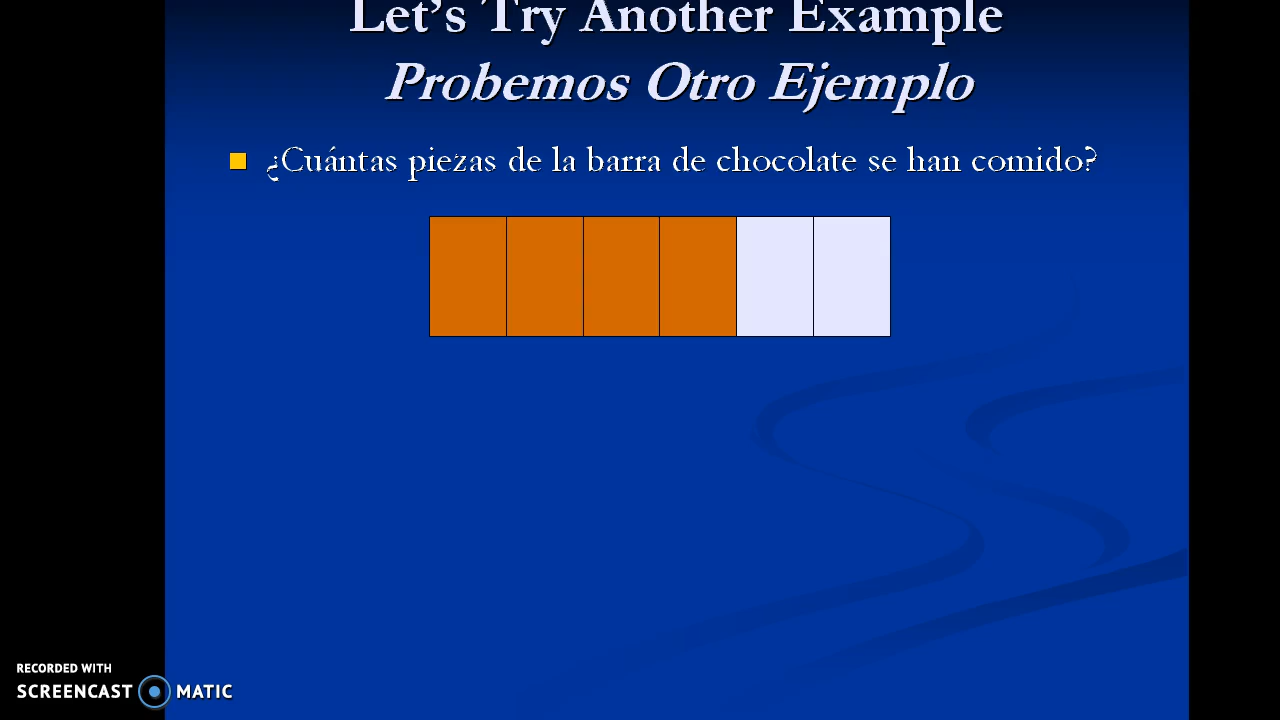 Let's Try Another Example
Probemos Otro Ejemplo
¿Cuántas piezas de la barra de chocolate se han comido?
RECORDED WITH
SCREENCAST MATIC